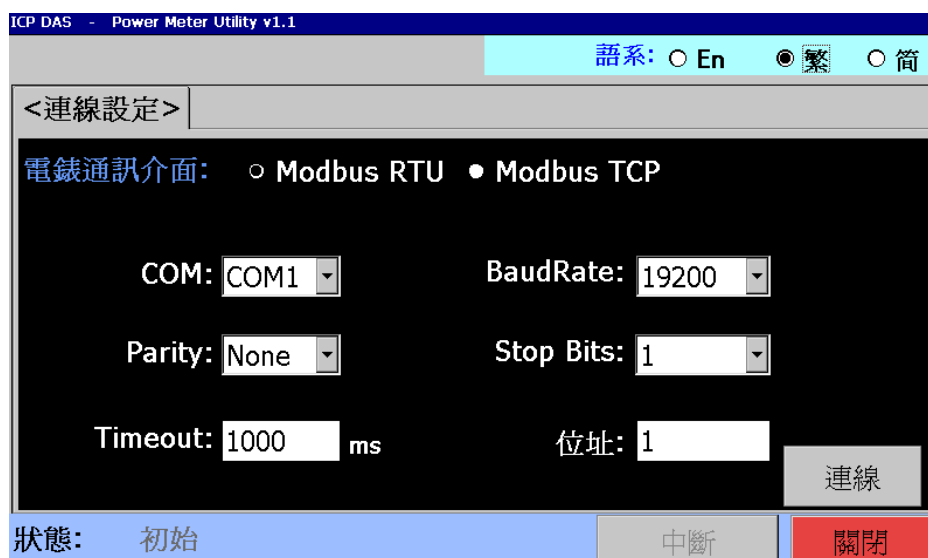 ICP DAS - Power Meter Utility v1.1
語系: En 繁 简
<連線設定>
電錶通訊介面: Modbus RTU Modbus TCP
COM: COM1 BaudRate: 19200
Parity: None Stop Bits: 1
Timeout: 1000 ms 位址: 1
連線
狀態: 初始 中斷 關閉